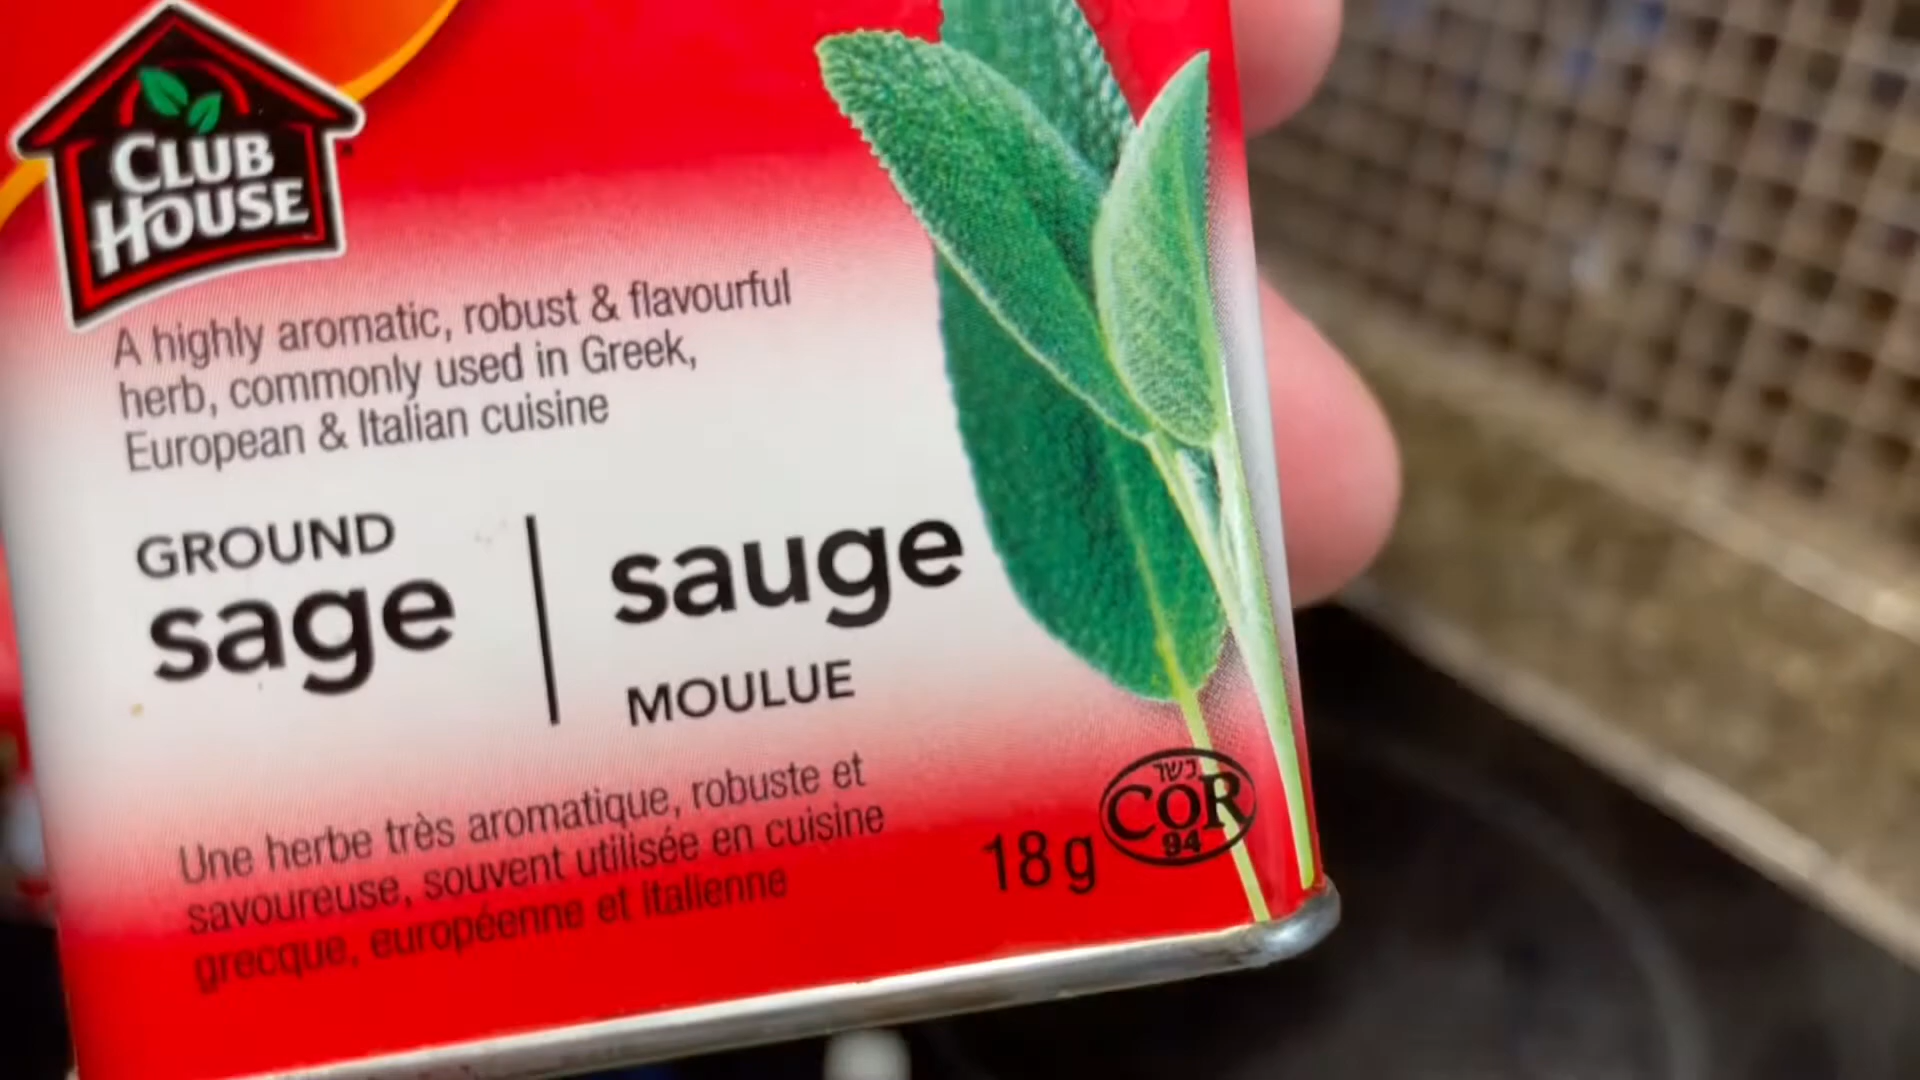 CLUB
HOUSE
A highly aromatic, robust & flavourful
herb, commonly used in Greek,
European & Italian cuisine
GROUND
sage
sauge
MOULUE
Une herbe très aromatique, robuste et
savoureuse, souvent utilisée en cuisine
grecque, européenne et italienne
18 g
כשר
COR
94